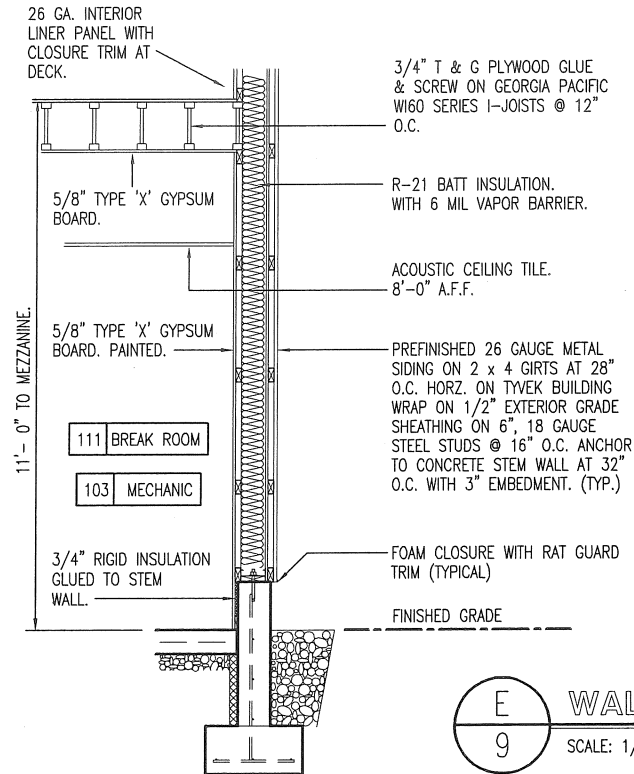 26 GA. INTERIOR
LINER PANEL WITH
CLOSURE TRIM AT
DECK.
3/4" T & G PLYWOOD GLUE
& SCREW ON GEORGIA PACIFIC
WI60 SERIES I-JOISTS @ 12"
O.C.
5/8" TYPE 'X' GYPSUM
BOARD.
R-21 BATT INSULATION.
WITH 6 MIL VAPOR BARRIER.
ACOUSTIC CEILING TILE.
8'-0" A.F.F.
11'- 0" TO MEZZANINE.
5/8" TYPE 'X' GYPSUM
BOARD. PAINTED.
PREFINISHED 26 GAUGE METAL
SIDING ON 2 x 4 GIRTS AT 28"
O.C. HORZ. ON TYVEK BUILDING
WRAP ON 1/2" EXTERIOR GRADE
SHEATHING ON 6", 18 GAUGE
STEEL STUDS @ 16" O.C. ANCHOR
TO CONCRETE STEM WALL AT 32"
O.C. WITH 3" EMBEDMENT. (TYP.)
111 BREAK ROOM
103 MECHANIC
3/4" RIGID INSULATION
GLUED TO STEM
WALL.
FOAM CLOSURE WITH RAT GUARD
TRIM (TYPICAL)
FINISHED GRADE
E
9
WAL
SCALE: 1/